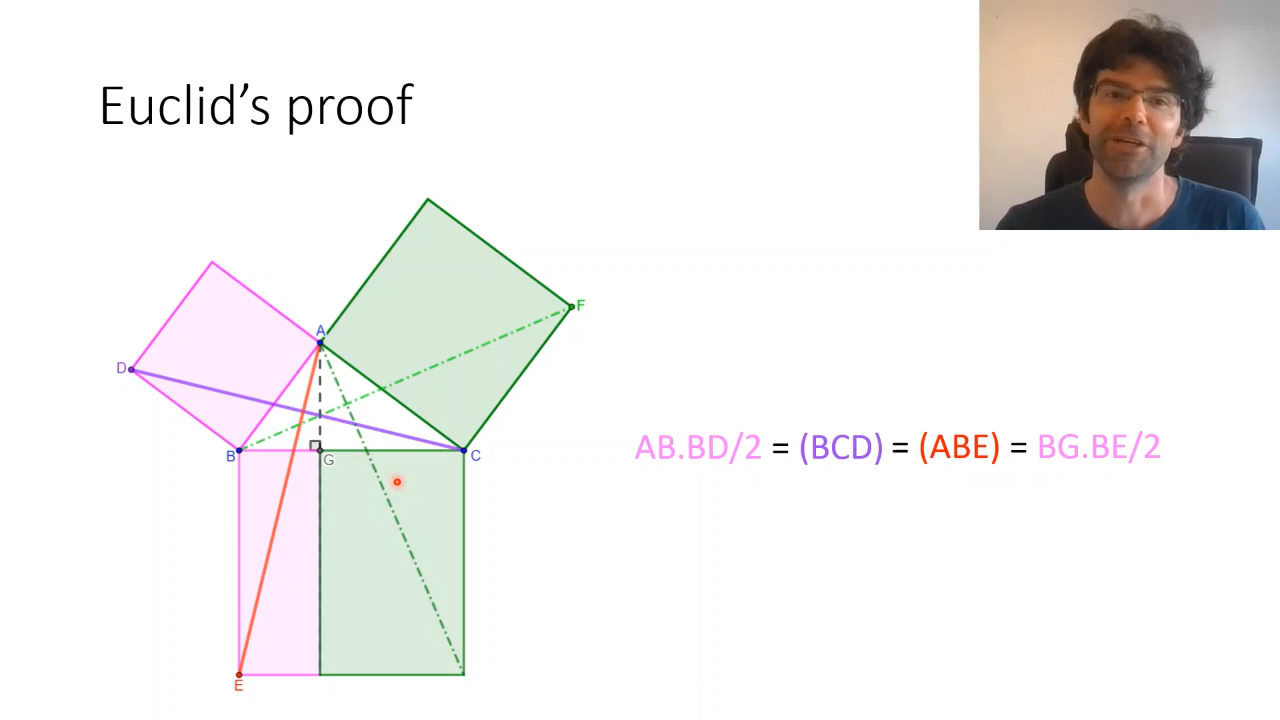 Euclid’s proof
A
F
D
B
G
C
AB.BD/2 = (BCD) = (ABE) = BG.BE/2
E